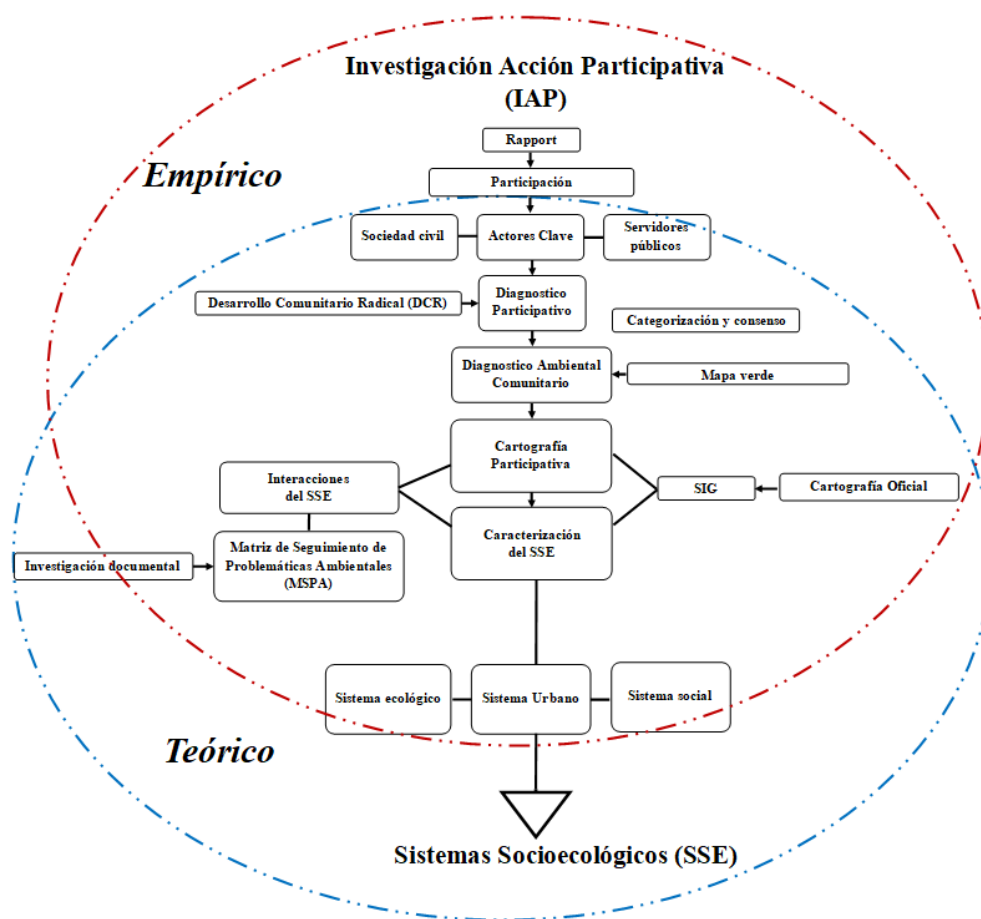 Investigación Acción Participativa
(IAP)
Rapport
Empírico
Participación
Sociedad civil
Actores Clave
Servidores
públicos
Desarrollo Comunitario Radical (DCR)
Diagnostico
Participativo
Categorización y consenso
Diagnostico Ambiental
Comunitario
Mapa verde
Cartografía
Participativa
Interacciones
del SSE
SIG
Cartografía Oficial
Caracterización
del SSE
Investigación documental
Matriz de Seguimiento de
Problemáticas Ambientales
(MSPA)
Sistema ecológico
Sistema Urbano
Sistema social
Teórico
Sistemas Socioecológicos (SSE)